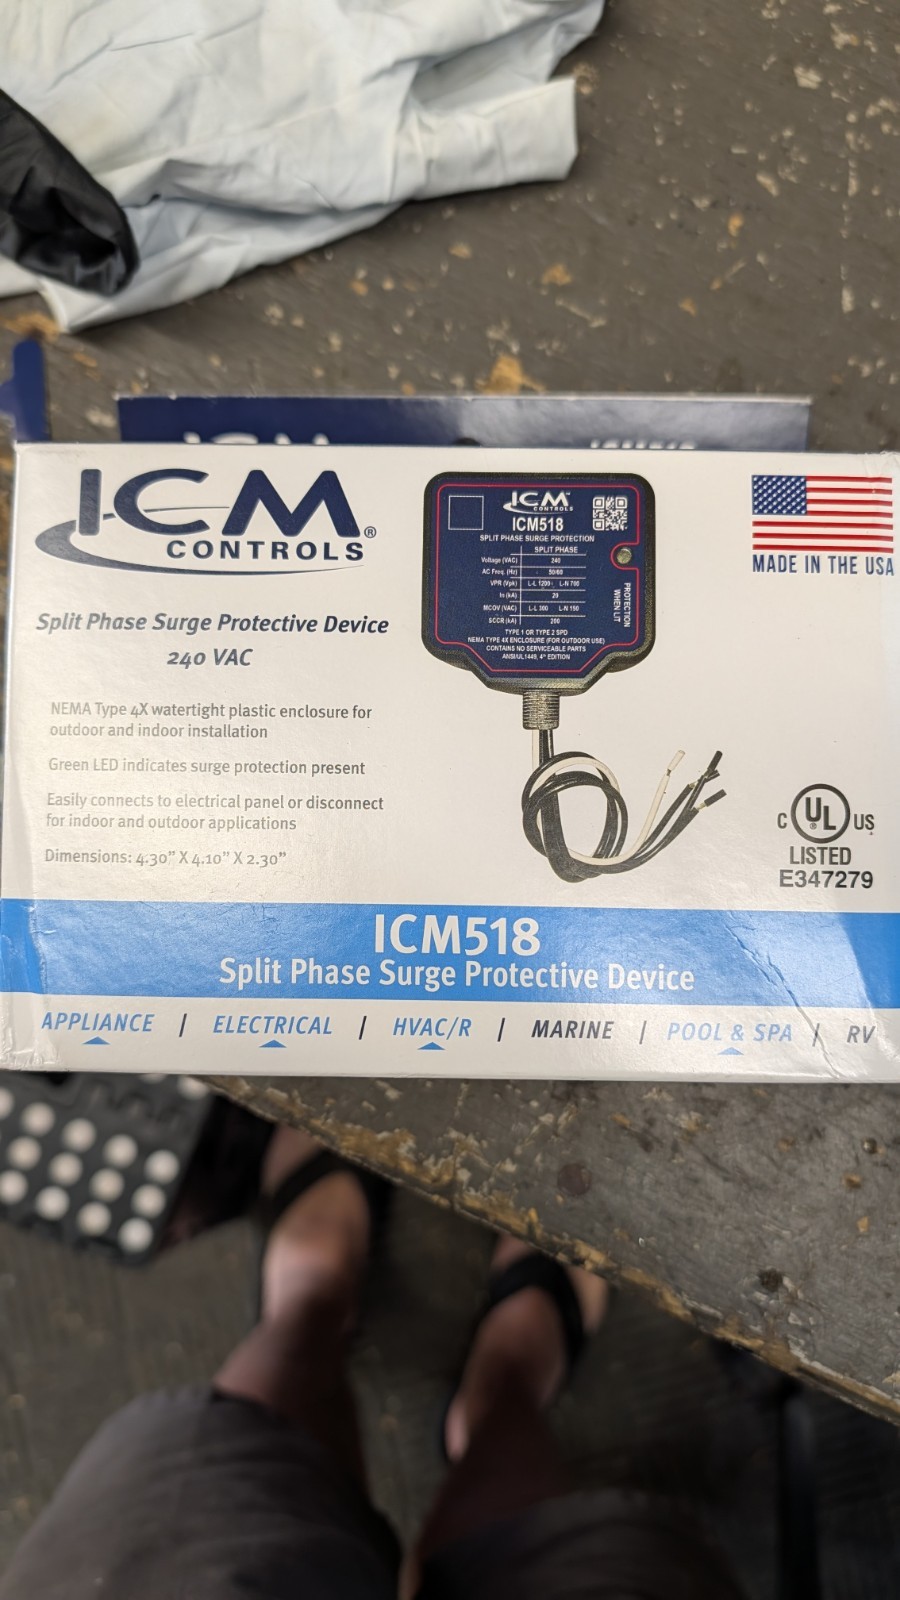 ICM®
CONTROLS
Split Phase Surge Protective Device
240 VAC
NEMA Type 4X watertight plastic enclosure for
outdoor and indoor installation
Green LED indicates surge protection present
Easily connects to electrical panel or disconnect
for indoor and outdoor applications
Dimensions: 4.30" X 4.10" X 2.30"
ICM™
CONTROLS
ICM518
SPLIT PHASE SURGE PROTECTION
SPLIT PHASE
Voltage (VAC) 240
AC Freq. (Hz) 50/60
VPR (Vpk) L-L 1200 L-N 700
In (kA) 20
MCOV (VAC) L-L 300 L-N 150
SCCR (kA) 200
TYPE 1 OR TYPE 2 SPD
NEMA TYPE 4X ENCLOSURE (FOR OUTDOOR USE)
CONTAINS NO SERVICEABLE PARTS
ANSI/UL 1449, 4th EDITION
PROTECTION
WHEN LIT
MADE IN THE USA
C UL® US
LISTED
E347279
ICM518
Split Phase Surge Protective Device
APPLIANCE | ELECTRICAL | HVAC/R | MARINE | POOL & SPA | RV